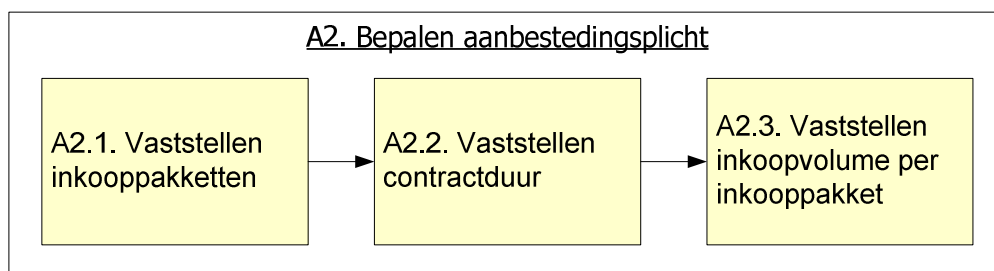 A2. Bepalen aanbestedingsplicht
A2.1. Vaststellen
inkooppakketten
A2.2. Vaststellen
contractduur
A2.3. Vaststellen
inkoopvolume per
inkooppakket